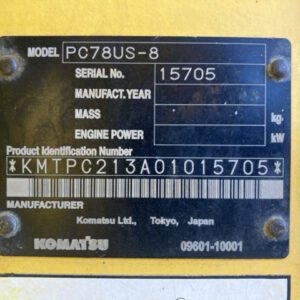 MODEL PC78US-8
SERIAL No. 15705
MANUFACT.YEAR
MASS kg
ENGINE POWER kW
Product Identification Number
*KMTPC213A01015705*
MANUFACTURER
Komatsu Ltd., Tokyo, Japan
KOMATSU 09601-10001